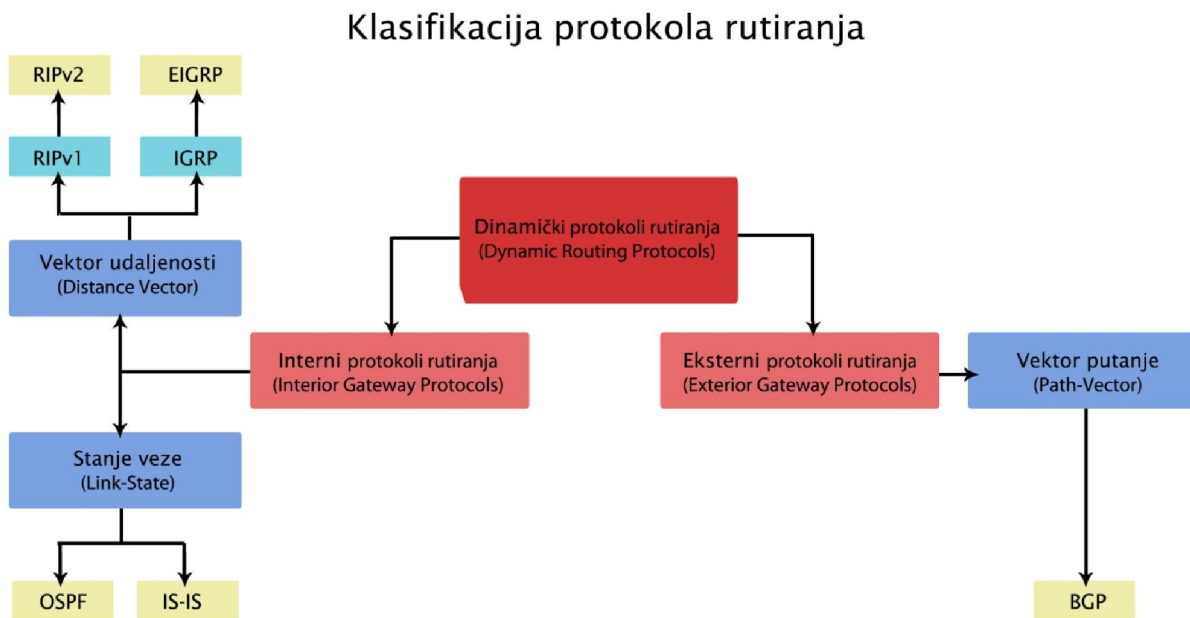 Klasifikacija protokola rutiranja
RIPv2
EIGRP
RIPv1
IGRP
Dinamički protokoli rutiranja
(Dynamic Routing Protocols)
Vektor udaljenosti
(Distance Vector)
Interni protokoli rutiranja
(Interior Gateway Protocols)
Eksterni protokoli rutiranja
(Exterior Gateway Protocols)
Vektor putanje
(Path-Vector)
Stanje veze
(Link-State)
OSPF
IS-IS
BGP